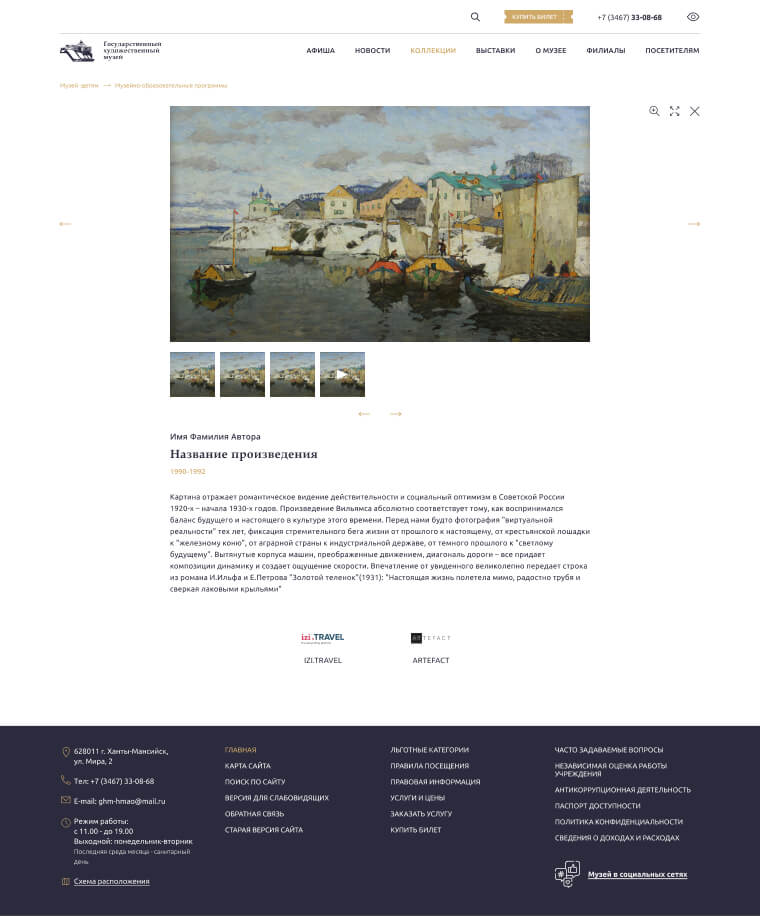 КУПИТЬ БИЛЕТ
+7 (3467) 33-08-68
Государственный
художественный
музей
АФИША
НОВОСТИ
КОЛЛЕКЦИИ
ВЫСТАВКИ
О МУЗЕЕ
ФИЛИАЛЫ
ПОСЕТИТЕЛЯМ
Музей-детям → Музейно-образовательные программы
Имя Фамилия Автора
Название произведения
1990-1992
Картина отражает романтическое видение действительности и социальный оптимизм в Советской России
1920-х – начала 1930-х годов. Произведение Вильямса абсолютно соответствует тому, как воспринимался
баланс будущего и настоящего в культуре этого времени. Перед нами будто фотография "виртуальной
реальности" тех лет, фиксация стремительного бега жизни от прошлого к настоящему, от крестьянской лошадки
к "железному коню", от аграрной страны к индустриальной державе, от темного прошлого к "светлому
будущему". Вытянутые корпуса машин, преображенные движением, диагональ дороги – все придает
композиции динамику и создает ощущение скорости. Впечатление от увиденного великолепно передает строка
из романа И.Ильфа и Е.Петрова "Золотой теленок"(1931): "Настоящая жизнь полетела мимо, радостно трубя и
сверкая лаковыми крыльями"
izi.TRAVEL
ARTEFACT
IZI.TRAVEL
ARTEFACT
628011 г. Ханты-Мансийск,
ул. Мира, 2
Тел: +7 (3467) 33-08-68
E-mail: ghm-hmao@mail.ru
Режим работы:
с 11.00 - до 19.00
Выходной: понедельник-вторник
Последняя среда месяца - санитарный
день
Схема расположения
ГЛАВНАЯ
КАРТА САЙТА
ПОИСК ПО САЙТУ
ВЕРСИЯ ДЛЯ СЛАБОВИДЯЩИХ
ОБРАТНАЯ СВЯЗЬ
СТАРАЯ ВЕРСИЯ САЙТА
ЛЬГОТНЫЕ КАТЕГОРИИ
ПРАВИЛА ПОСЕЩЕНИЯ
ПРАВОВАЯ ИНФОРМАЦИЯ
УСЛУГИ И ЦЕНЫ
ЗАКАЗАТЬ УСЛУГУ
КУПИТЬ БИЛЕТ
ЧАСТО ЗАДАВАЕМЫЕ ВОПРОСЫ
НЕЗАВИСИМАЯ ОЦЕНКА РАБОТЫ
УЧРЕЖДЕНИЯ
АНТИКОРРУПЦИОННАЯ ДЕЯТЕЛЬНОСТЬ
ПАСПОРТ ДОСТУПНОСТИ
ПОЛИТИКА КОНФИДЕНЦИАЛЬНОСТИ
СВЕДЕНИЯ О ДОХОДАХ И РАСХОДАХ
Музей в социальных сетях